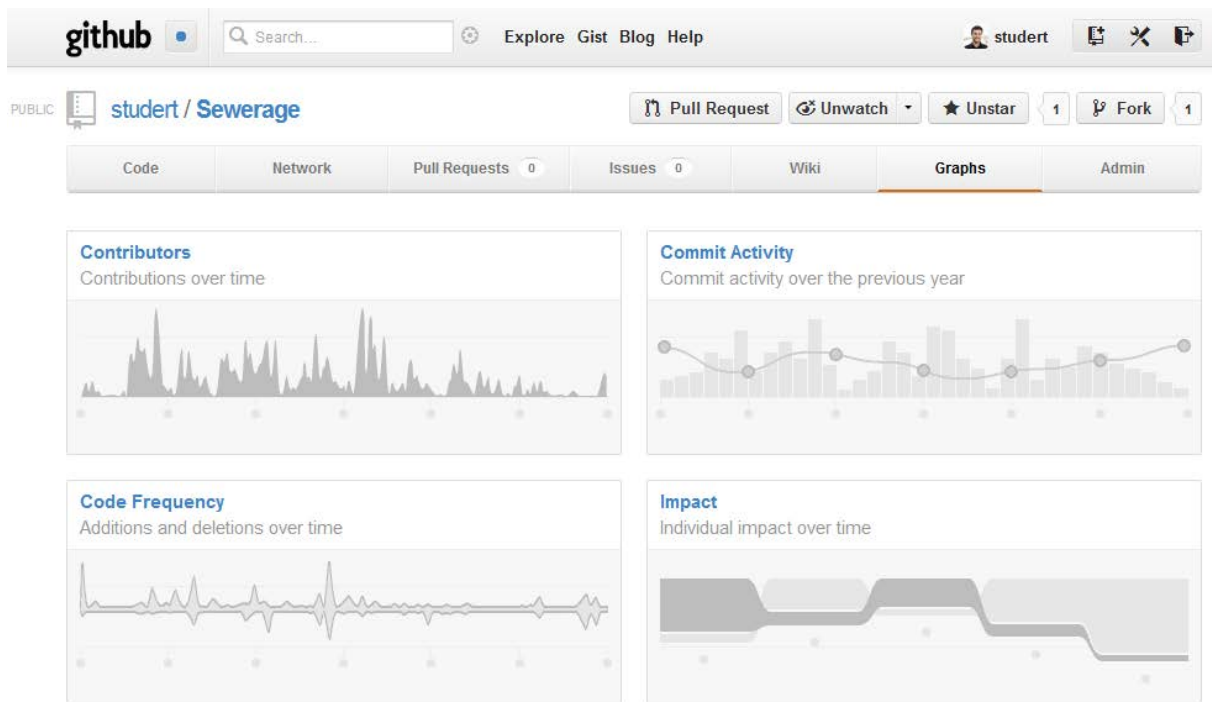 github Search... Explore Gist Blog Help studert
PUBLIC studert / Sewerage Pull Request Unwatch Unstar 1 Fork 1
Code Network Pull Requests 0 Issues 0 Wiki Graphs Admin
Contributors
Contributions over time
Commit Activity
Commit activity over the previous year
Code Frequency
Additions and deletions over time
Impact
Individual impact over time